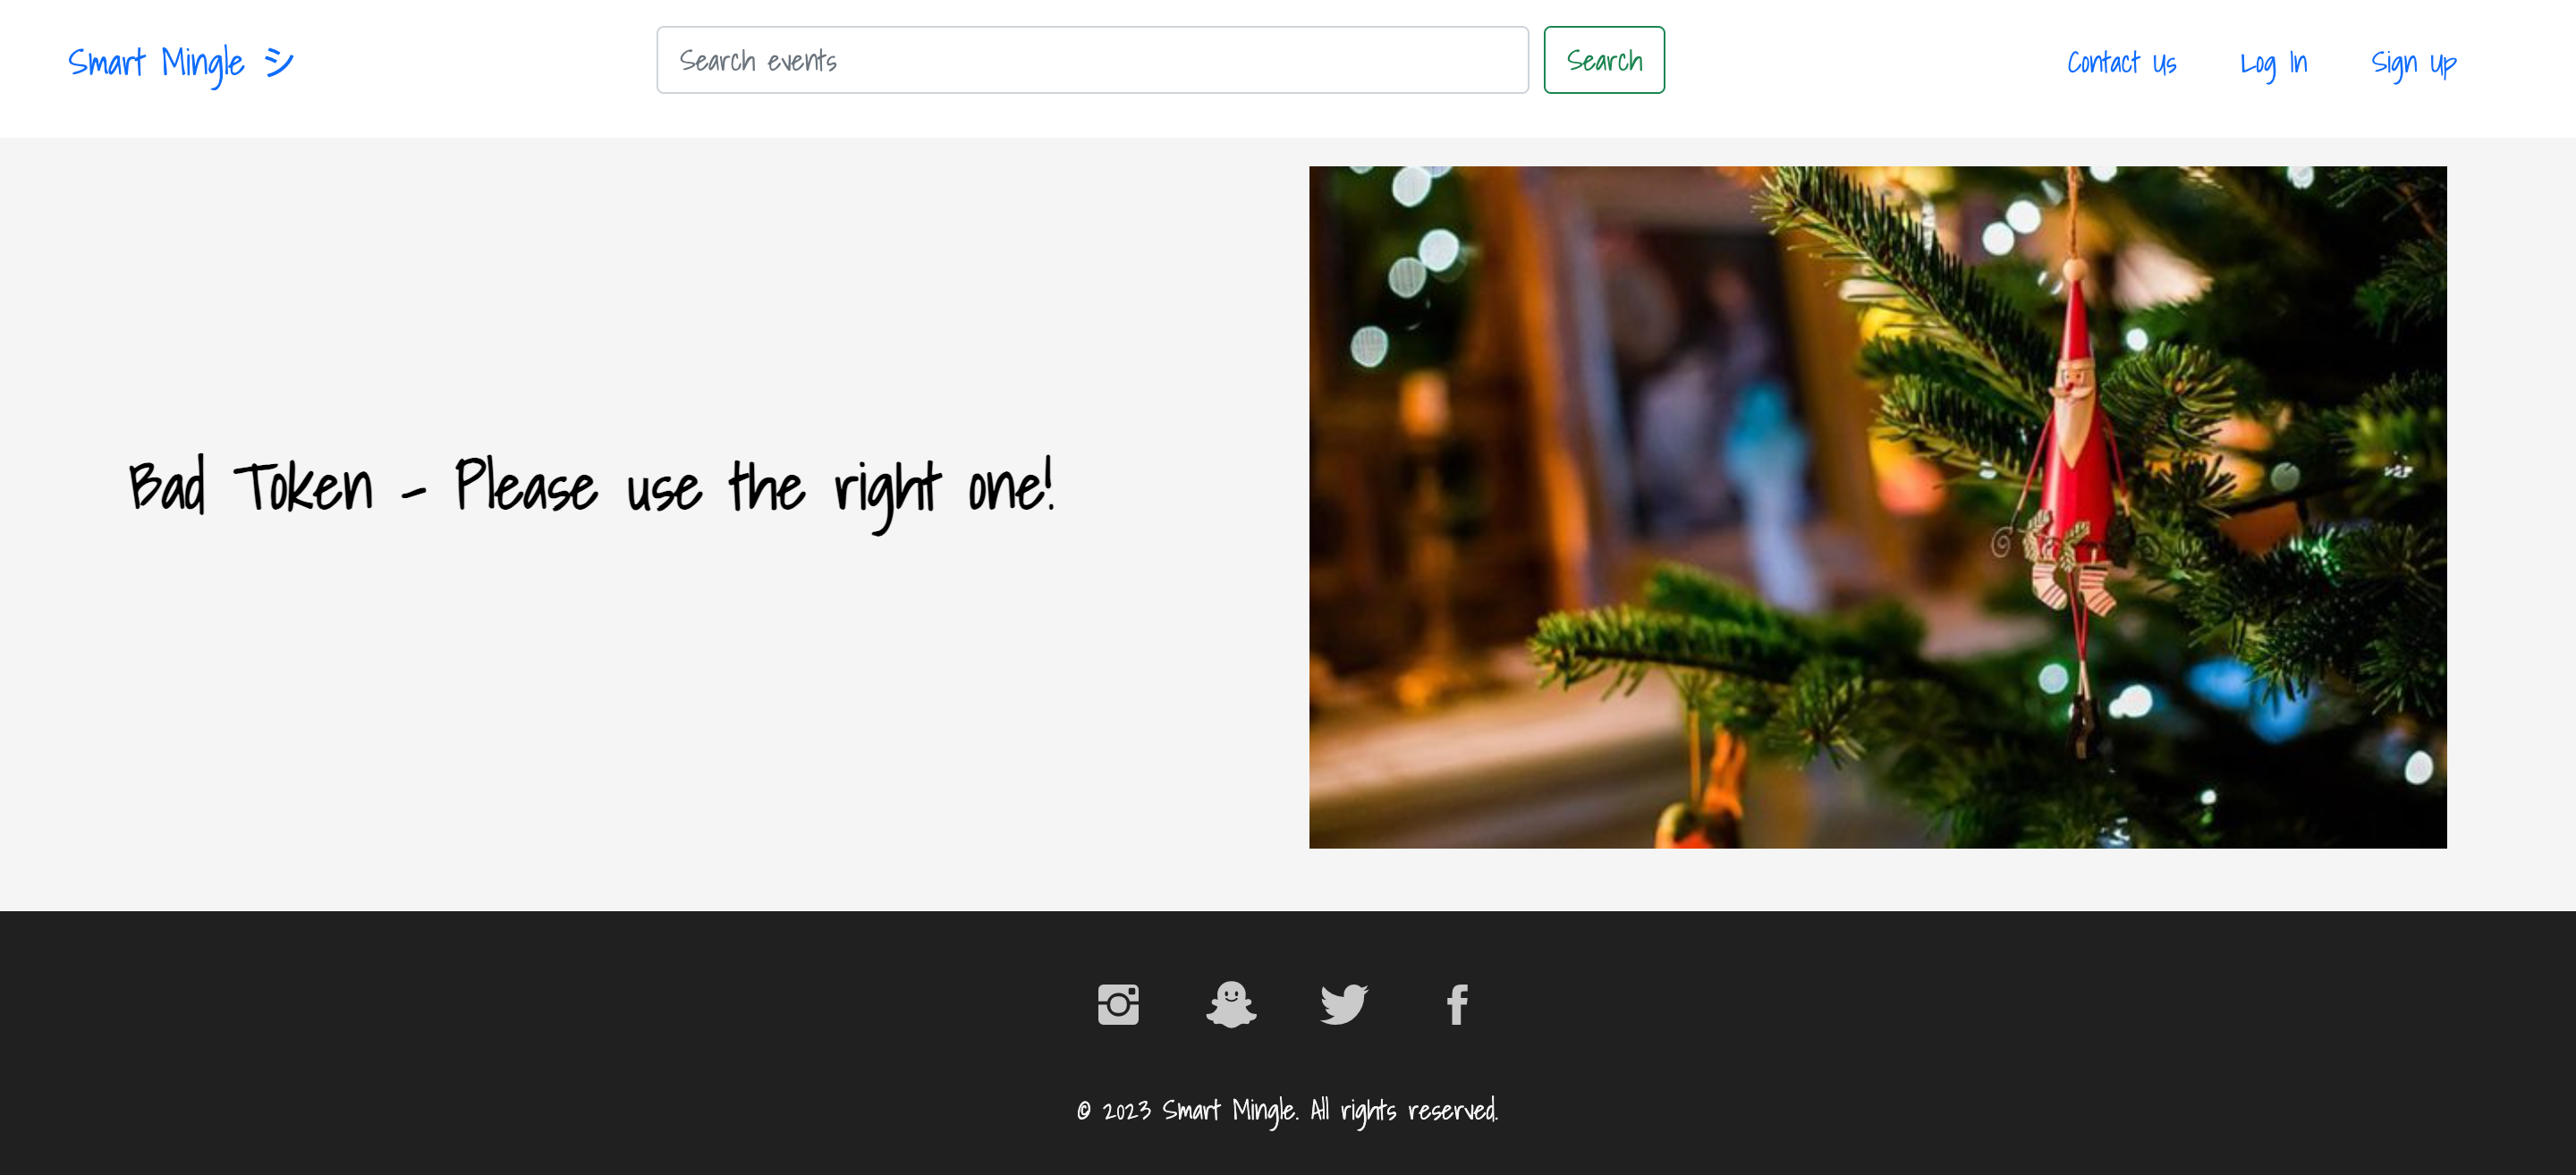 Smart Mingle シ
Search events
Search
Contact Us
Log In
Sign Up
Bad Token - Please use the right one!
© 2023 Smart Mingle. All rights reserved.